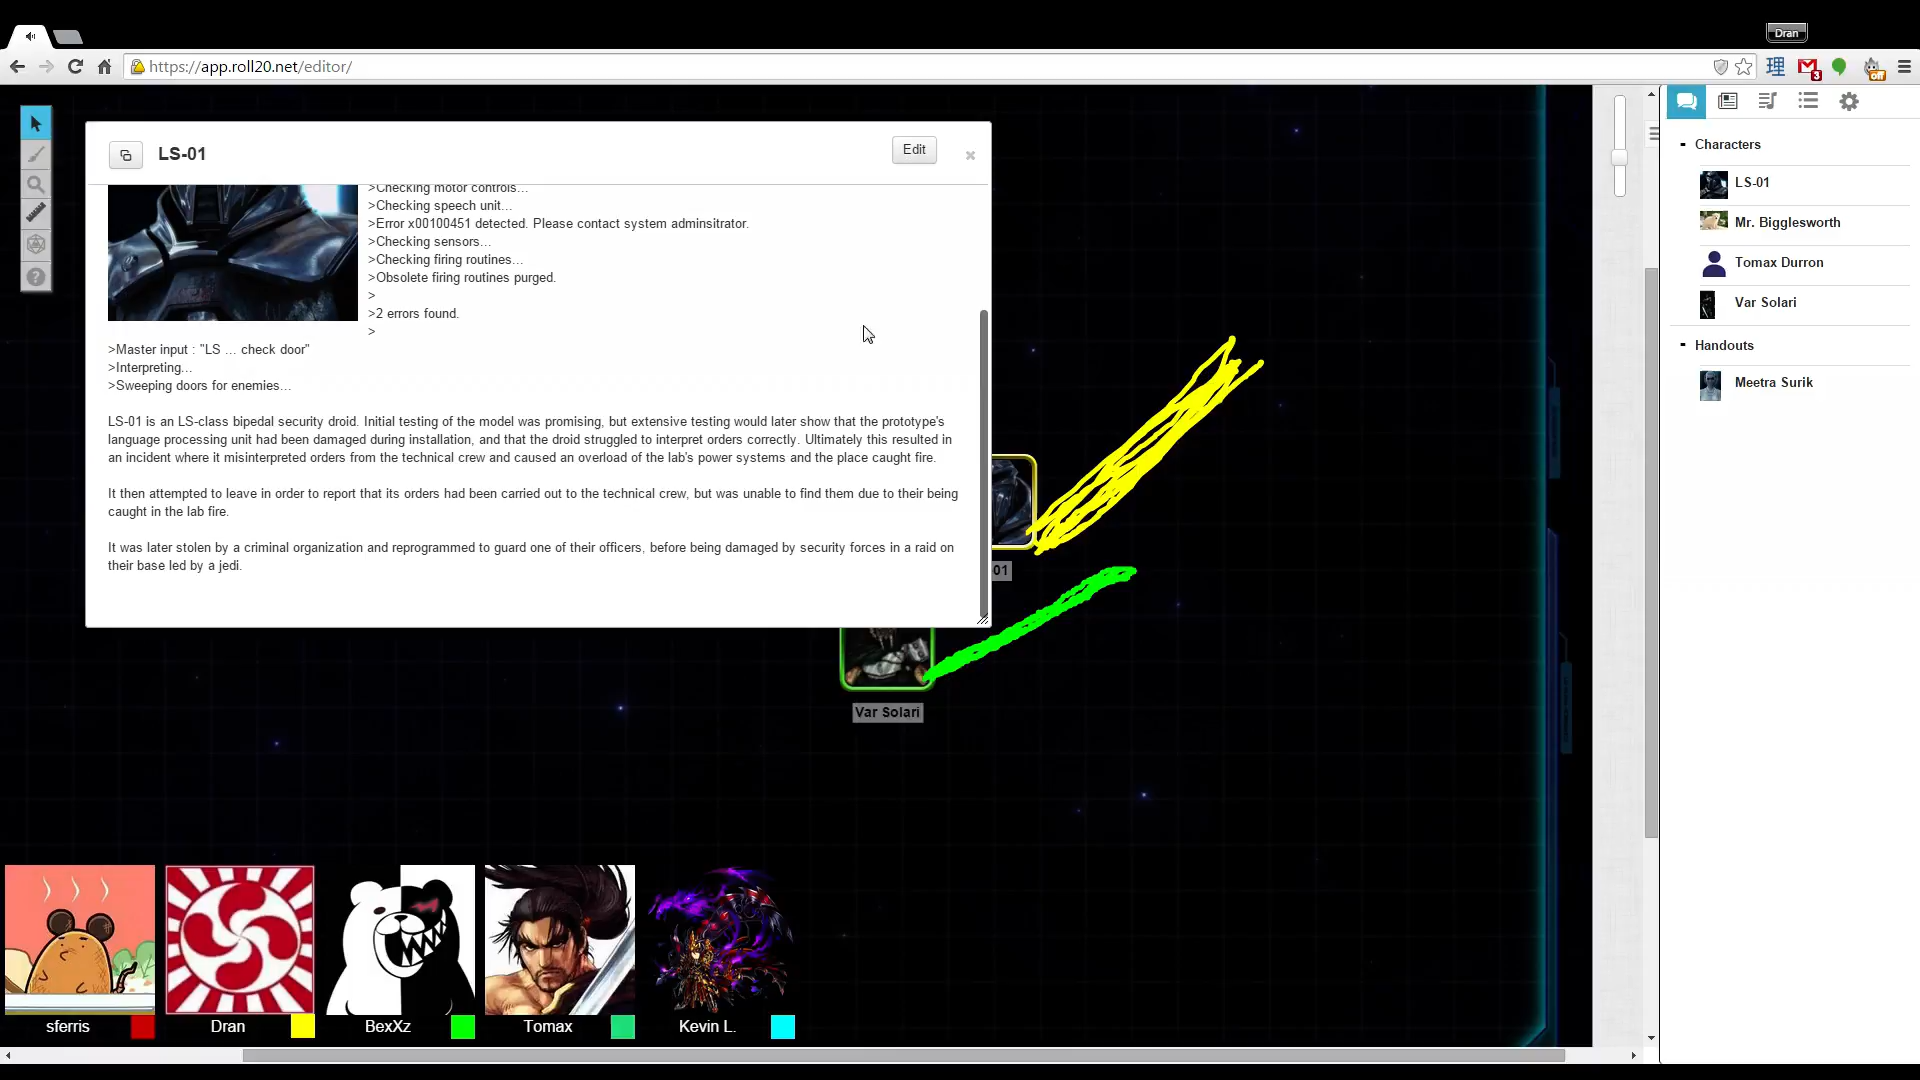 Dran
https://app.roll20.net/editor/
3
off
LS-01
Edit
>Checking motor controls...
>Checking speech unit...
>Error x00100451 detected. Please contact system adminsitrator.
>Checking sensors...
>Checking firing routines...
>Obsolete firing routines purged.
>
>2 errors found.
>
>Master input : "LS ... check door"
>Interpreting...
>Sweeping doors for enemies...
LS-01 is an LS-class bipedal security droid. Initial testing of the model was promising, but extensive testing would later show that the prototype's
language processing unit had been damaged during installation, and that the droid struggled to interpret orders correctly. Ultimately this resulted in
an incident where it misinterpreted orders from the technical crew and caused an overload of the lab's power systems and the place caught fire.
It then attempted to leave in order to report that its orders had been carried out to the technical crew, but was unable to find them due to their being
caught in the lab fire.
It was later stolen by a criminal organization and reprogrammed to guard one of their officers, before being damaged by security forces in a raid on
their base led by a jedi.
-01
Var Solari
sferris
Dran
BexXz
Tomax
Kevin L.
Characters
LS-01
Mr. Bigglesworth
Tomax Durron
Var Solari
Handouts
Meetra Surik